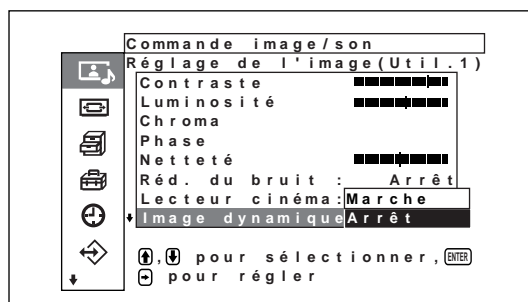 Commande image/son
Réglage de l'image(Util.1)
Contraste
Luminosité
Chroma
Phase
Netteté
Réd. du bruit : Arrêt
Lecteur cinéma: Marche
Image dynamique Arrêt
, pour sélectionner, ENTER
pour régler